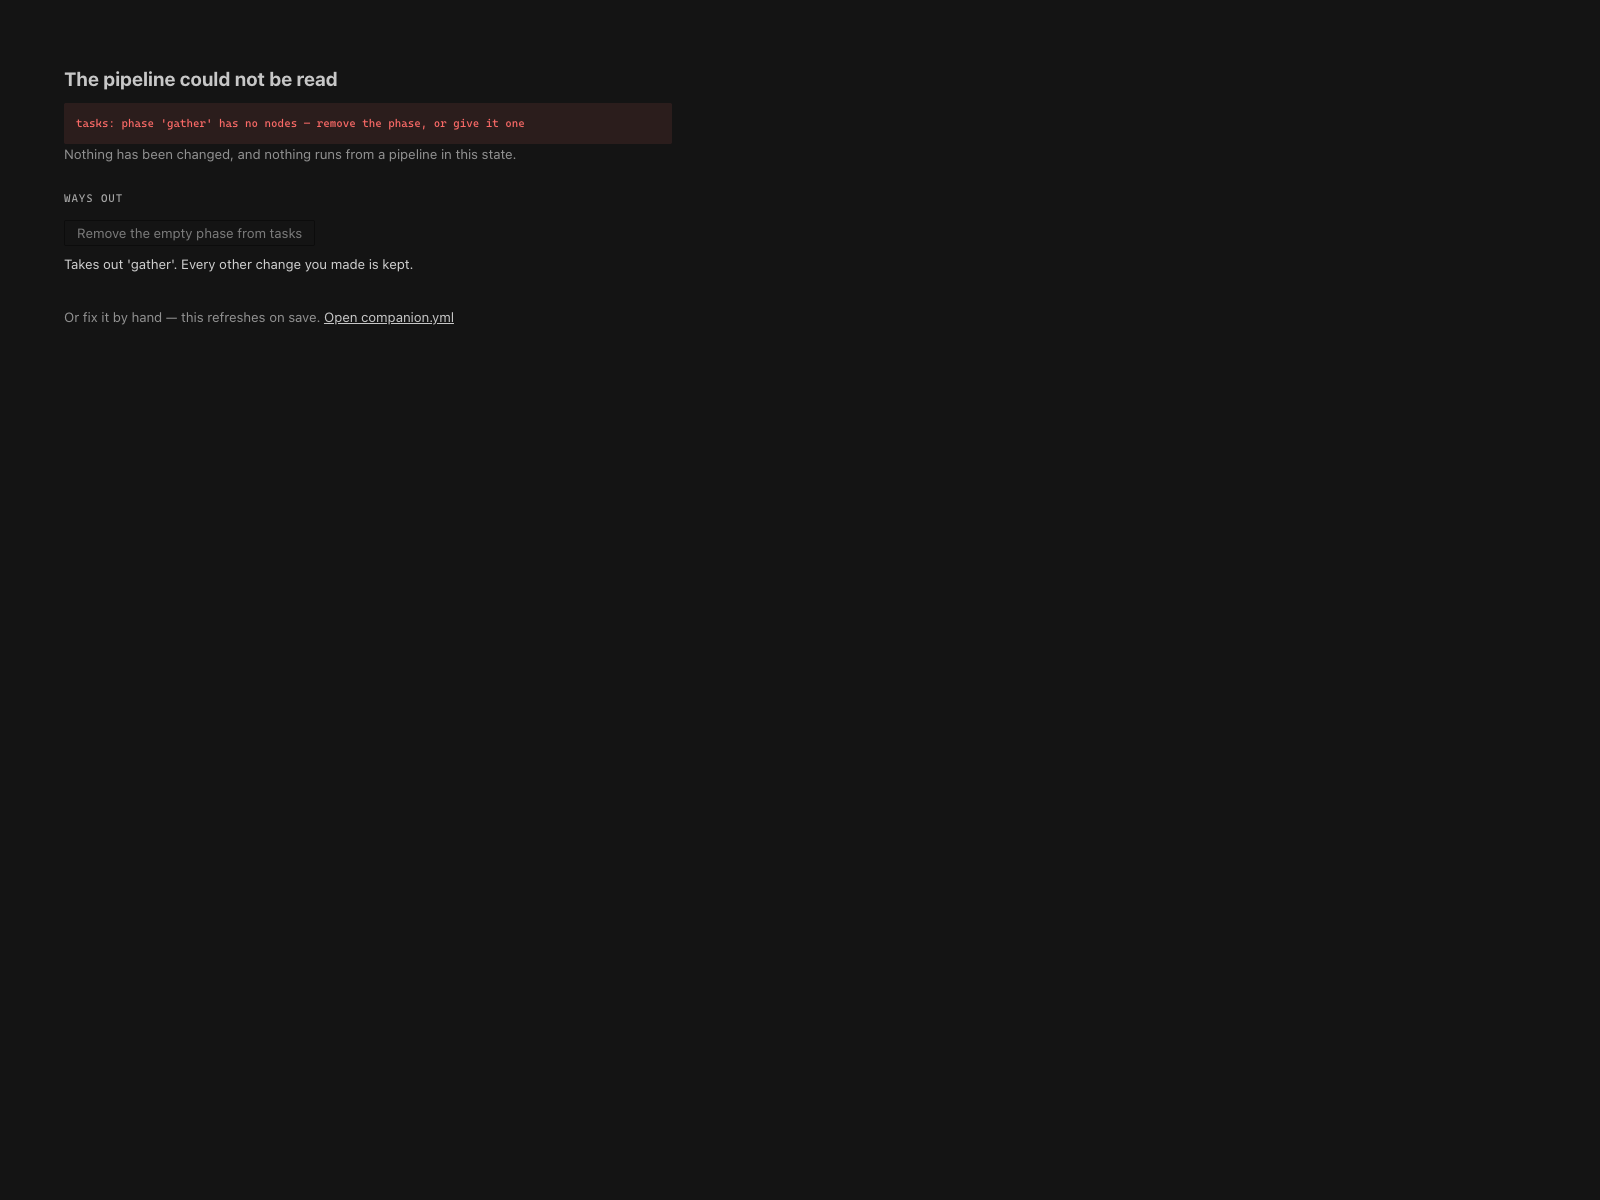 The pipeline could not be read
tasks: phase 'gather' has no nodes — remove the phase, or give it one
Nothing has been changed, and nothing runs from a pipeline in this state.
WAYS OUT
Remove the empty phase from tasks
Takes out 'gather'. Every other change you made is kept.
Or fix it by hand — this refreshes on save. Open companion.yml